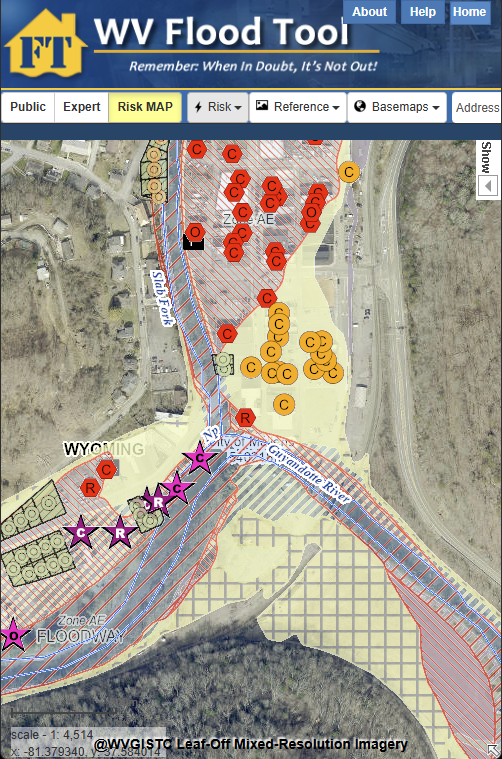 About Help Home
FT WV Flood Tool
Remember: When In Doubt, It's Not Out!
Public Expert Risk MAP Risk Reference Basemaps Address
Show
C
C C
C C C
C
C C
O
Zone AE
O C
C
C C
Slab Fork
C
C
C
C
C C C
C C C C
C
R
WYOMING
C
R
C
C
R
Guyandotte River
C R
O
Zone AE
FLOODWAY
scale - 1: 4,514
x: -81.379340, y: 37.584014
@WVGISTC Leaf-Off Mixed-Resolution Imagery